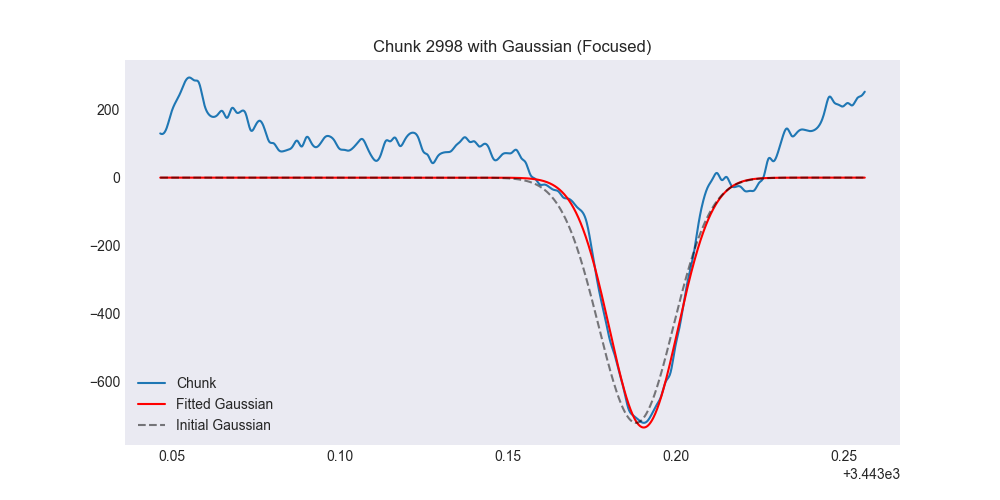 Chunk 2998 with Gaussian (Focused)
200
0
−200
−400
−600
Chunk
Fitted Gaussian
Initial Gaussian
0.05 0.10 0.15 0.20 0.25
+3.443e3